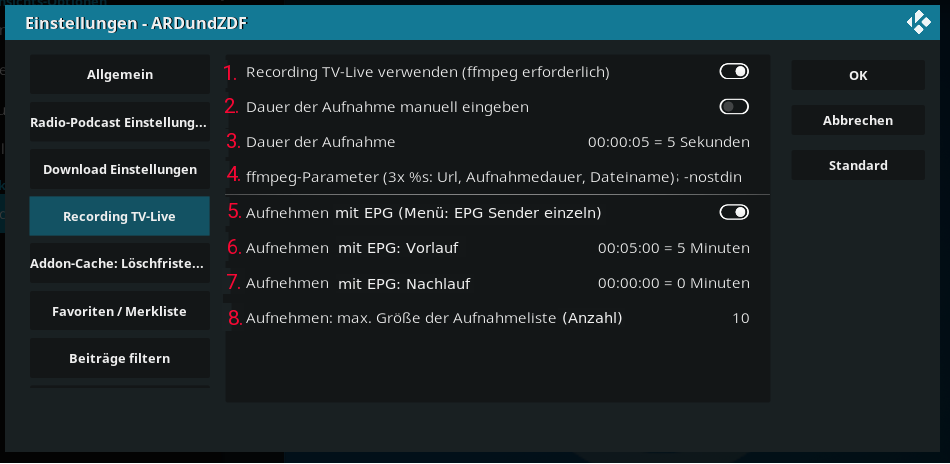 Einstellungen - ARDundZDF
Allgemein
Radio-Podcast Einstellung...
Download Einstellungen
Recording TV-Live
Addon-Cache: Löschfriste...
Favoriten / Merkliste
Beiträge filtern
1. Recording TV-Live verwenden (ffmpeg erforderlich)
2. Dauer der Aufnahme manuell eingeben
3. Dauer der Aufnahme 00:00:05 = 5 Sekunden
4. ffmpeg-Parameter (3x %s: Url, Aufnahmedauer, Dateiname); -nostdin
5. Aufnehmen mit EPG (Menü: EPG Sender einzeln)
6. Aufnehmen mit EPG: Vorlauf 00:05:00 = 5 Minuten
7. Aufnehmen mit EPG: Nachlauf 00:00:00 = 0 Minuten
8. Aufnehmen: max. Größe der Aufnahmeliste (Anzahl) 10
OK
Abbrechen
Standard